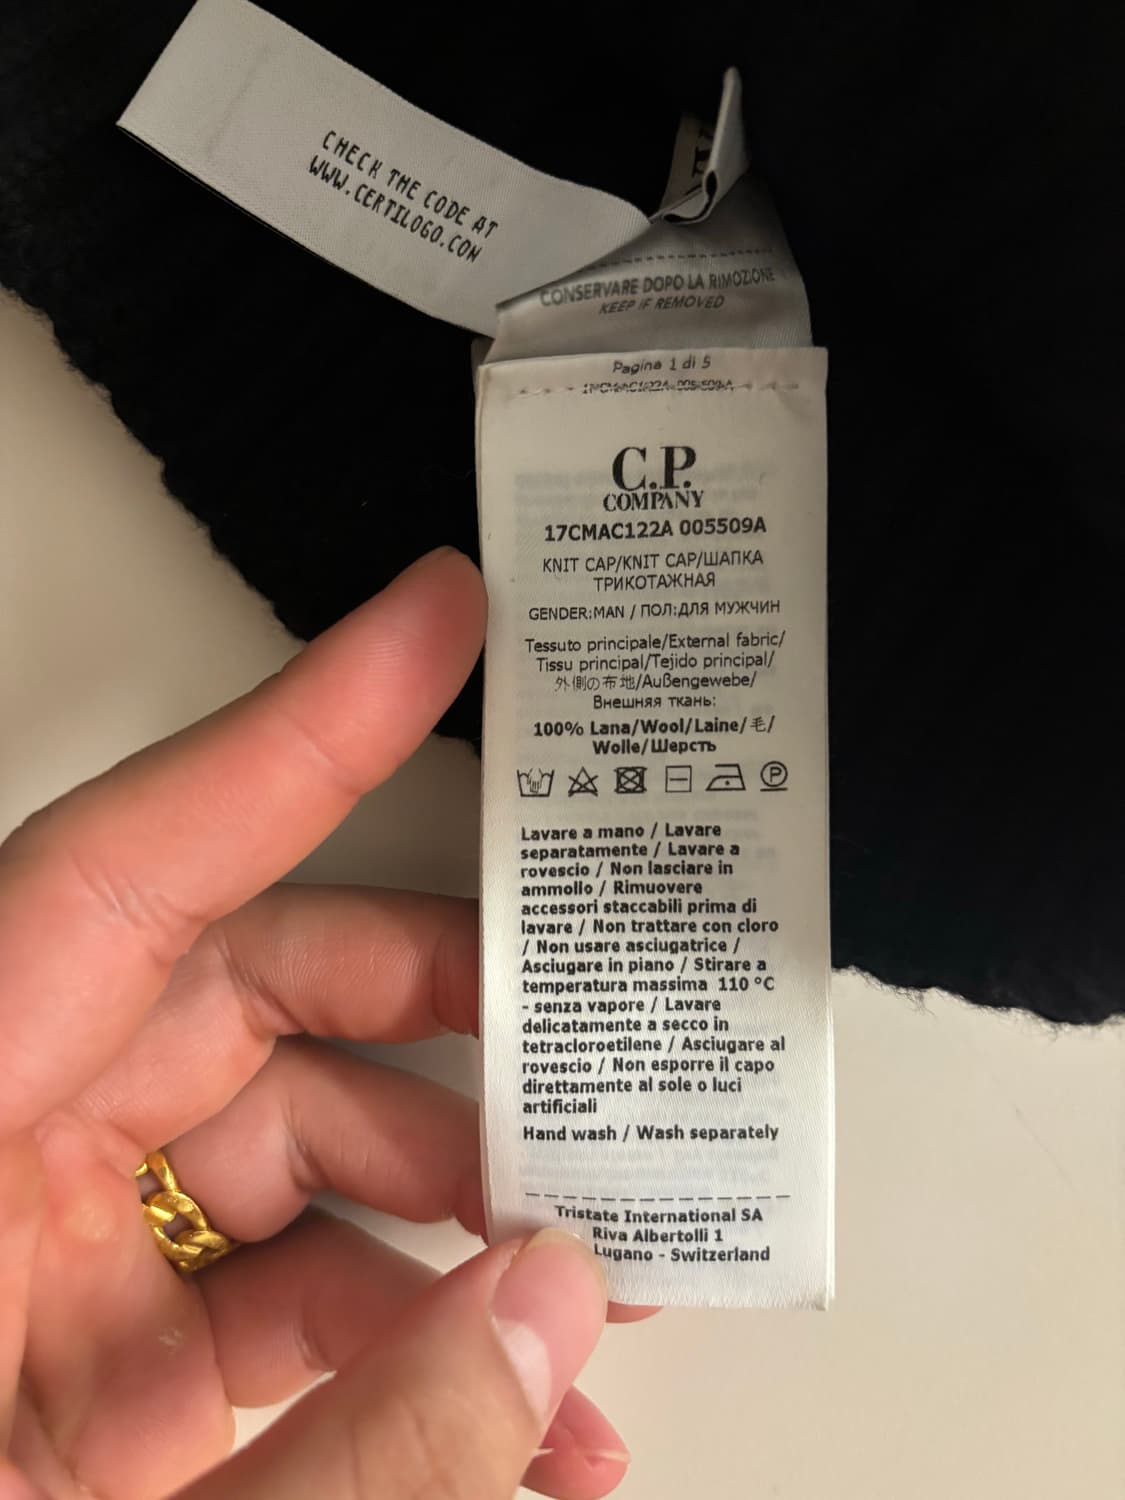 CHECK THE CODE AT
WWW.CERTILOGO.COM
CONSERVARE DOPO LA RIMOZIONE
KEEP IF REMOVED
Pagina 1 di 5
17CMAC122A-005509A
C.P.
COMPANY
17CMAC122A 005509A
KNIT CAP/KNIT CAP/ШАПКА
ТРИКОТАЖНАЯ
GENDER:MAN / ПОЛ:ДЛЯ МУЖЧИН
Tessuto principale/External fabric/
Tissu principal/Tejido principal/
外側の布地/Außengewebe/
Внешняя ткань:
100% Lana/Wool/Laine/毛/
Wolle/Шерсть
P
Lavare a mano / Lavare
separatamente / Lavare a
rovescio / Non lasciare in
ammollo / Rimuovere
accessori staccabili prima di
lavare / Non trattare con cloro
/ Non usare asciugatrice /
Asciugare in piano / Stirare a
temperatura massima 110 °C
- senza vapore / Lavare
delicatamente a secco in
tetracloroetilene / Asciugare al
rovescio / Non esporre il capo
direttamente al sole o luci
artificiali
Hand wash / Wash separately
Tristate International SA
Riva Albertolli 1
Lugano - Switzerland